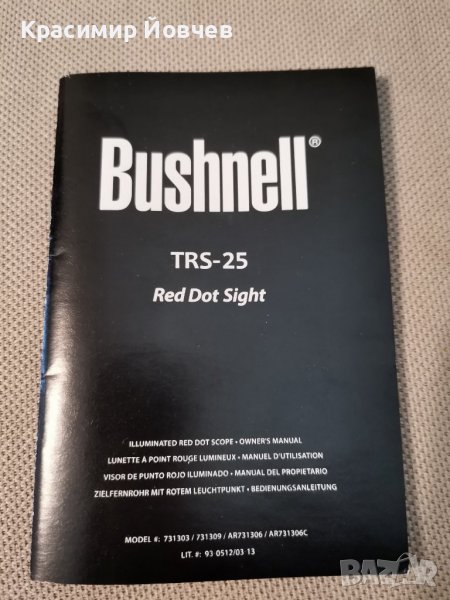 Красимир Йовчев
Bushnell®
TRS-25
Red Dot Sight
ILLUMINATED RED DOT SCOPE • OWNER'S MANUAL
LUNETTE À POINT ROUGE LUMINEUX • MANUEL D'UTILISATION
VISOR DE PUNTO ROJO ILUMINADO • MANUAL DEL PROPIETARIO
ZIELFERNROHR MIT ROTEM LEUCHTPUNKT • BEDIENUNGSANLEITUNG
MODEL #: 731303 / 731309 / AR731306 / AR731306C
LIT. #: 93 0512/03 13
BAZAR